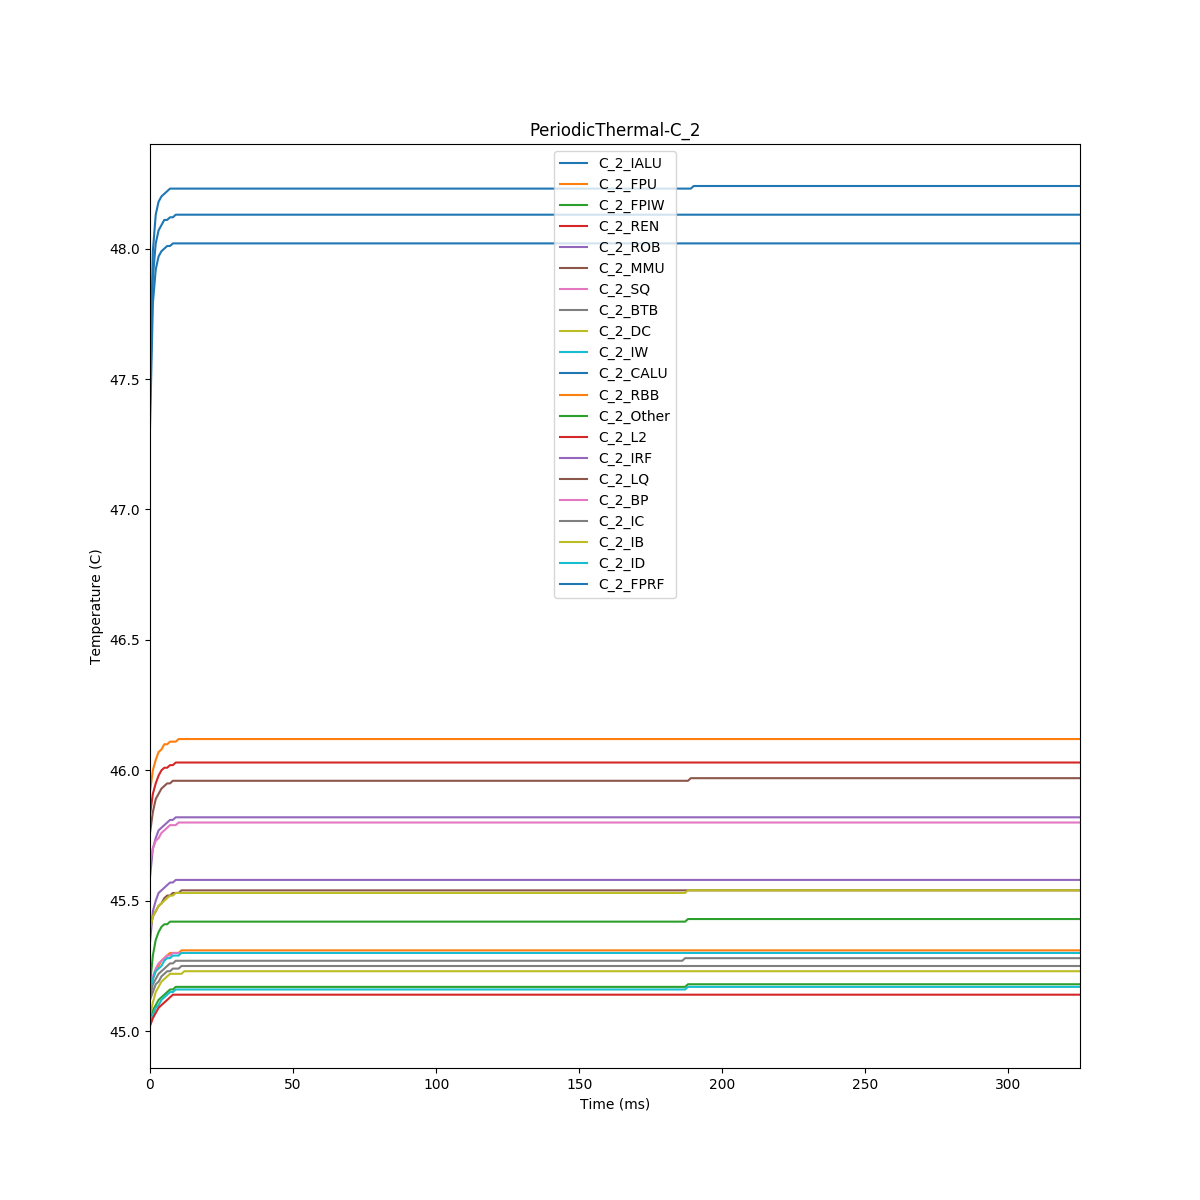 PeriodicThermal-C_2
C_2_IALU
C_2_FPU
C_2_FPIW
C_2_REN
C_2_ROB
C_2_MMU
C_2_SQ
C_2_BTB
C_2_DC
C_2_IW
C_2_CALU
C_2_RBB
C_2_Other
C_2_L2
C_2_IRF
C_2_LQ
C_2_BP
C_2_IC
C_2_IB
C_2_ID
C_2_FPRF
48.0
47.5
47.0
46.5
46.0
45.5
45.0
Temperature (C)
0 50 100 150 200 250 300
Time (ms)